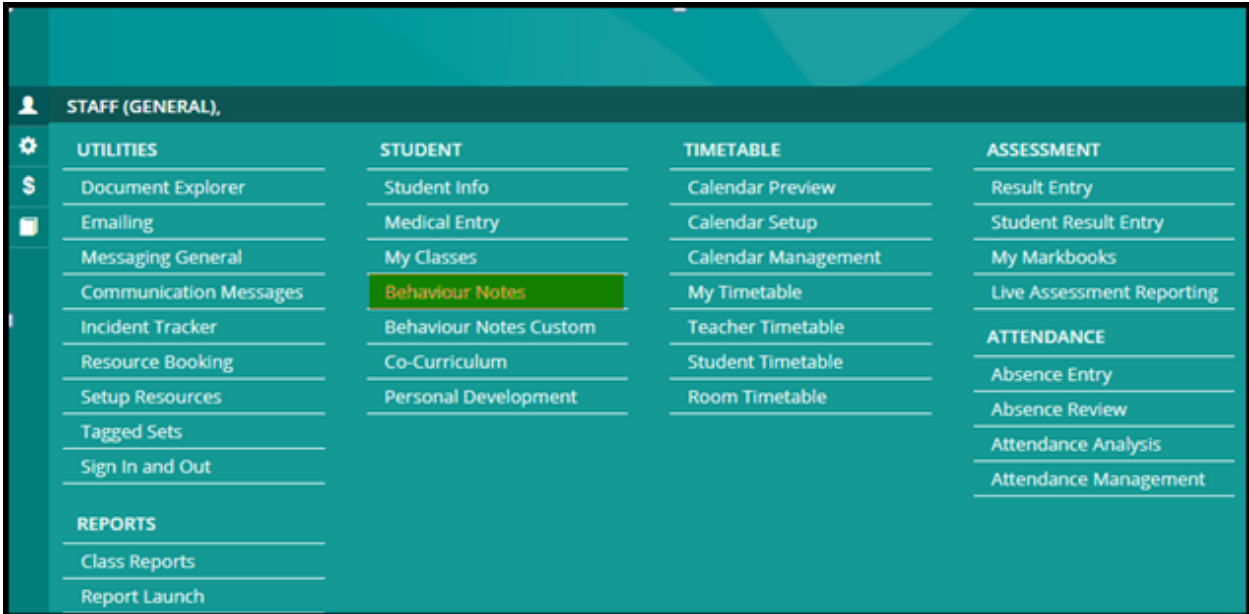 STAFF (GENERAL),
UTILITIES
Document Explorer
Emailing
Messaging General
Communication Messages
Incident Tracker
Resource Booking
Setup Resources
Tagged Sets
Sign In and Out
REPORTS
Class Reports
Report Launch
STUDENT
Student Info
Medical Entry
My Classes
Behaviour Notes
Behaviour Notes Custom
Co-Curriculum
Personal Development
TIMETABLE
Calendar Preview
Calendar Setup
Calendar Management
My Timetable
Teacher Timetable
Student Timetable
Room Timetable
ASSESSMENT
Result Entry
Student Result Entry
My Markbooks
Live Assessment Reporting
ATTENDANCE
Absence Entry
Absence Review
Attendance Analysis
Attendance Management